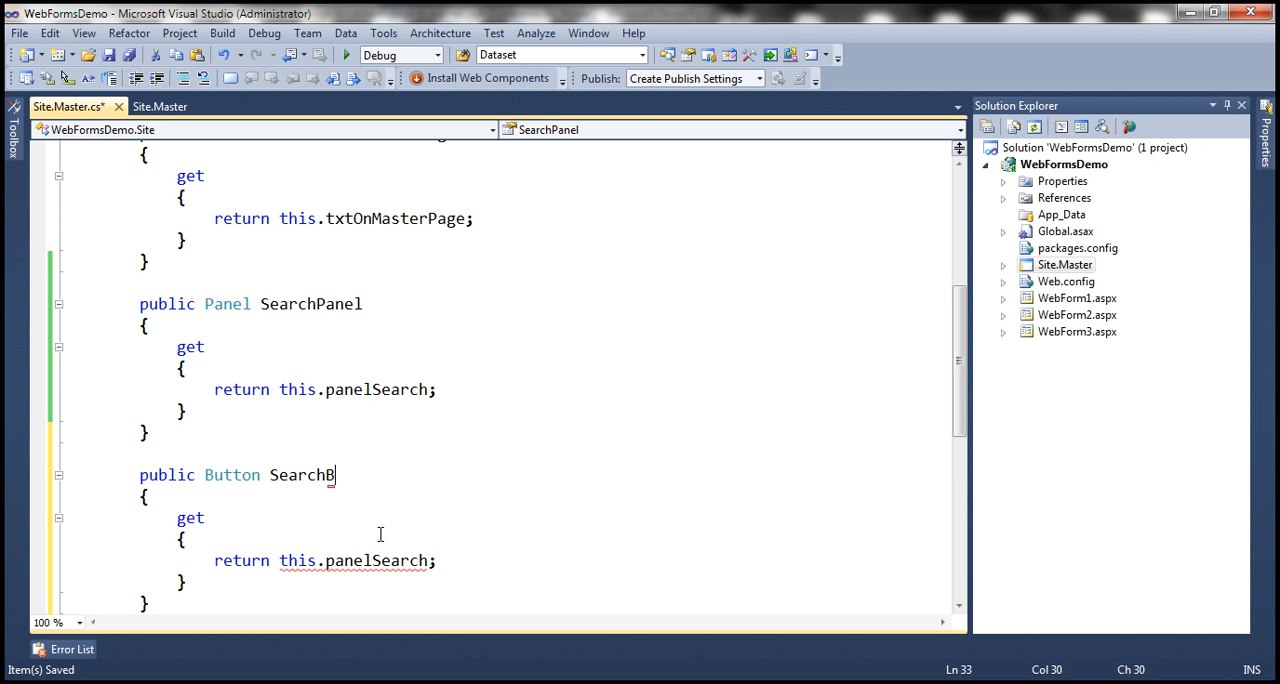 WebFormsDemo - Microsoft Visual Studio (Administrator)
File Edit View Refactor Project Build Debug Team Data Tools Architecture Test Analyze Window Help
Debug Dataset
Install Web Components Publish: Create Publish Settings
Site.Master.cs* Site.Master
WebFormsDemo.Site SearchPanel
{
get
{
return this.txtOnMasterPage;
}
}
public Panel SearchPanel
{
get
{
return this.panelSearch;
}
}
public Button SearchB
{
get
{
return this.panelSearch;
}
}
100 %
Error List
Item(s) Saved Ln 33 Col 30 Ch 30 INS
Toolbox
Solution Explorer
Solution 'WebFormsDemo' (1 project)
WebFormsDemo
Properties
References
App_Data
Global.asax
packages.config
Site.Master
Web.config
WebForm1.aspx
WebForm2.aspx
WebForm3.aspx
Properties